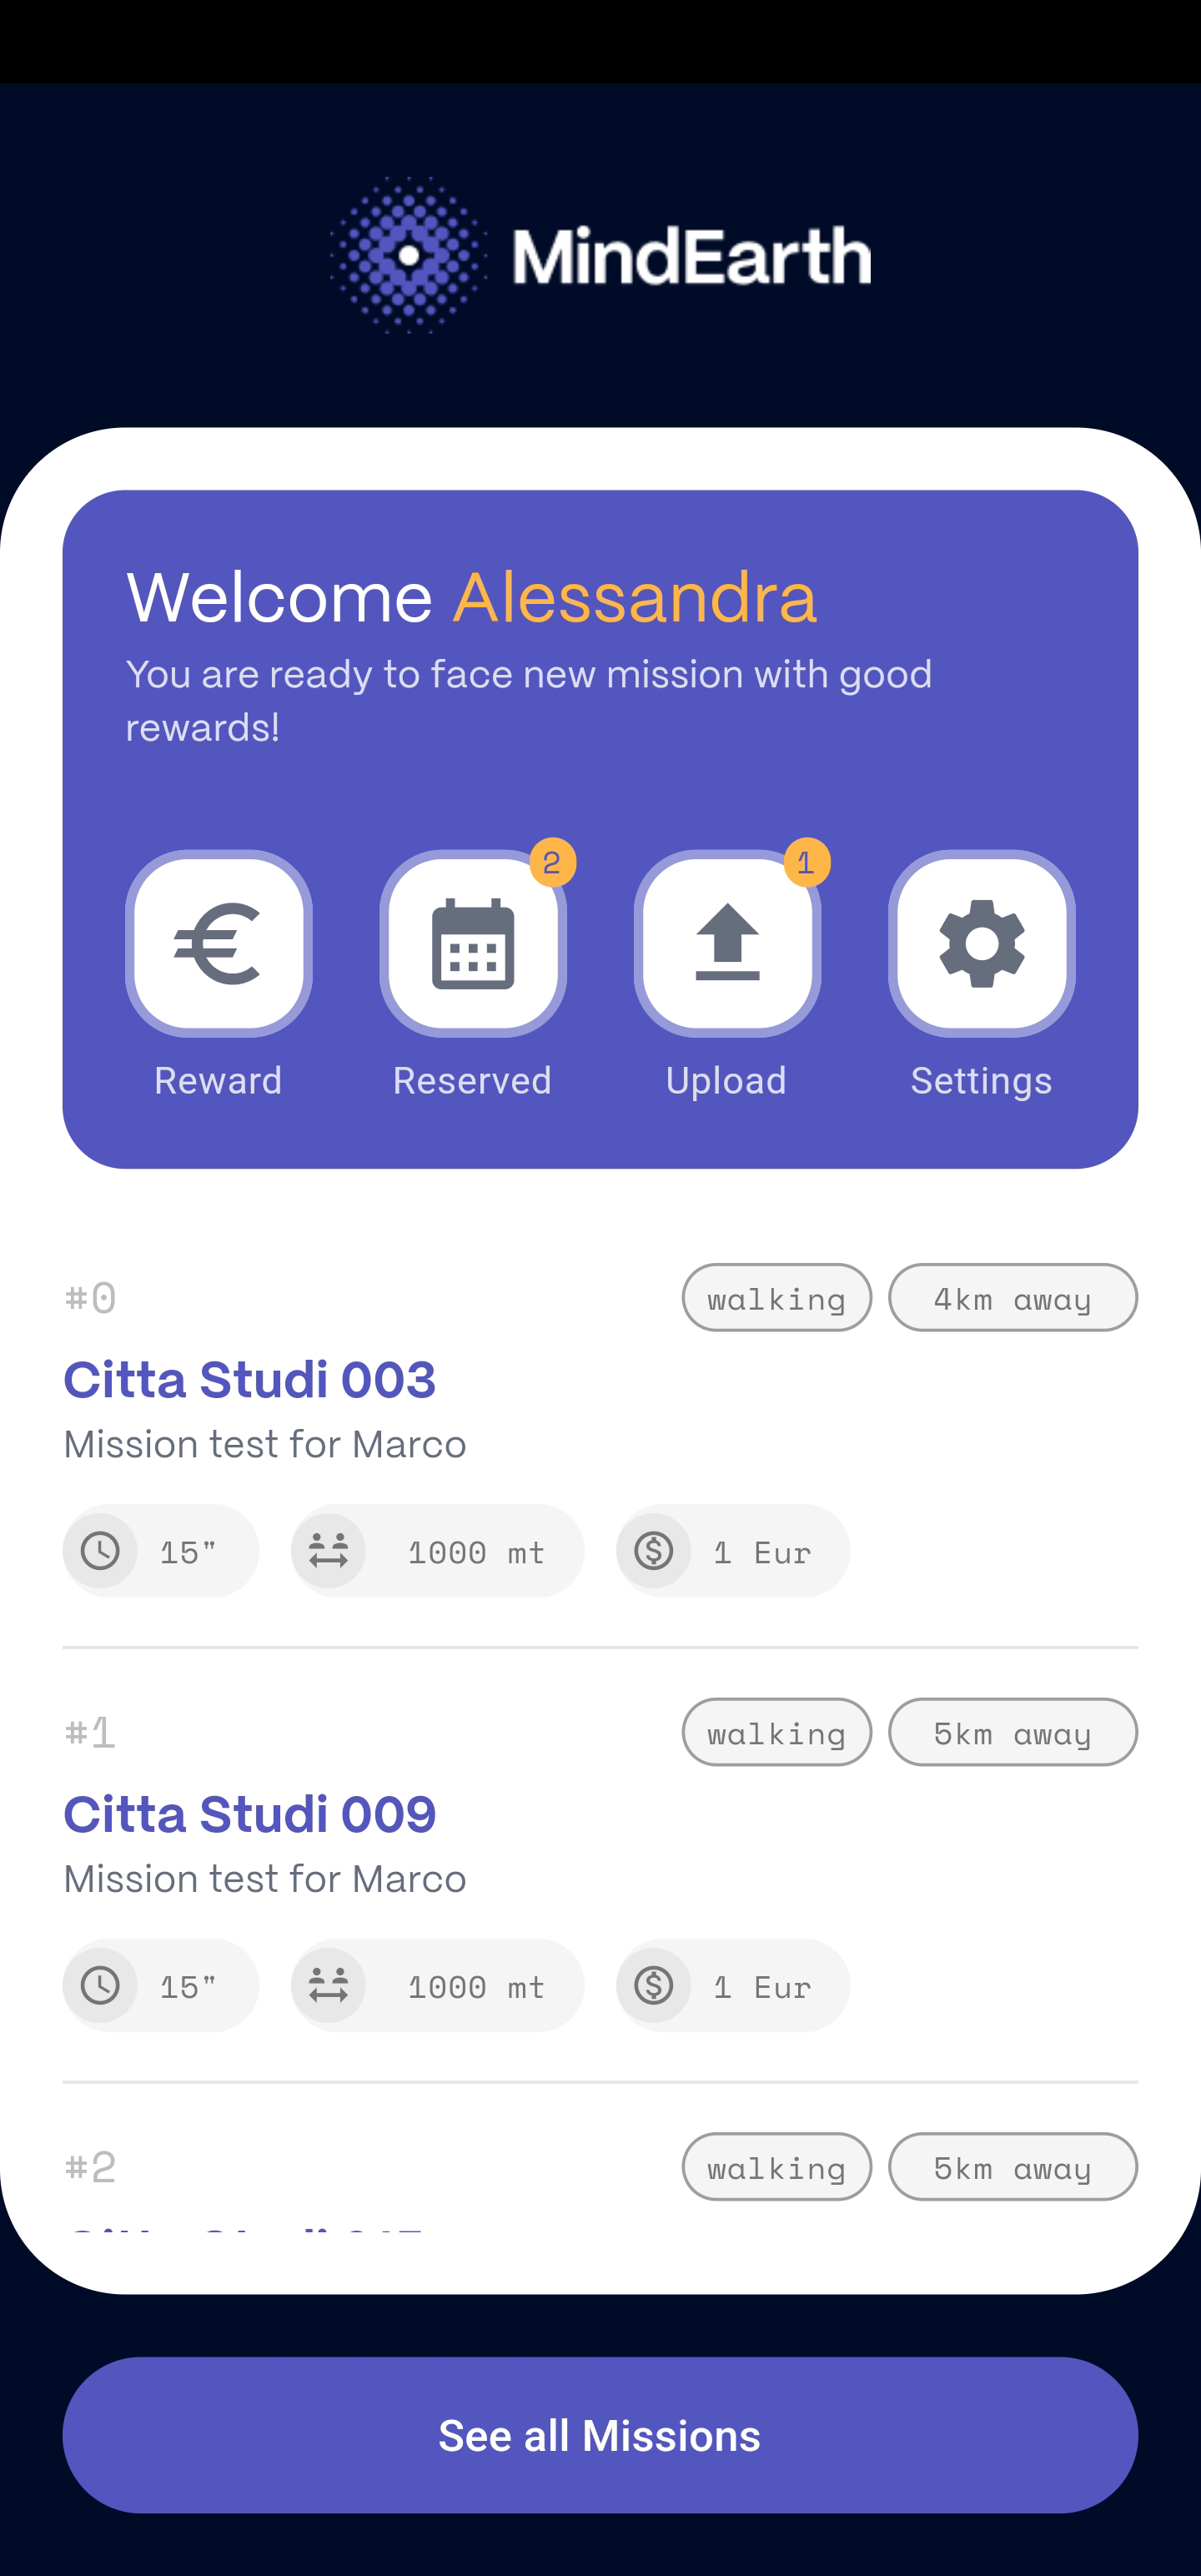 MindEarth
Welcome Alessandra
You are ready to face new mission with good
rewards!
2
1
Reward
Reserved
Upload
Settings
#0
walking
4km away
Citta Studi 003
Mission test for Marco
15"
1000 mt
1 Eur
#1
walking
5km away
Citta Studi 009
Mission test for Marco
15"
1000 mt
1 Eur
#2
walking
5km away
See all Missions